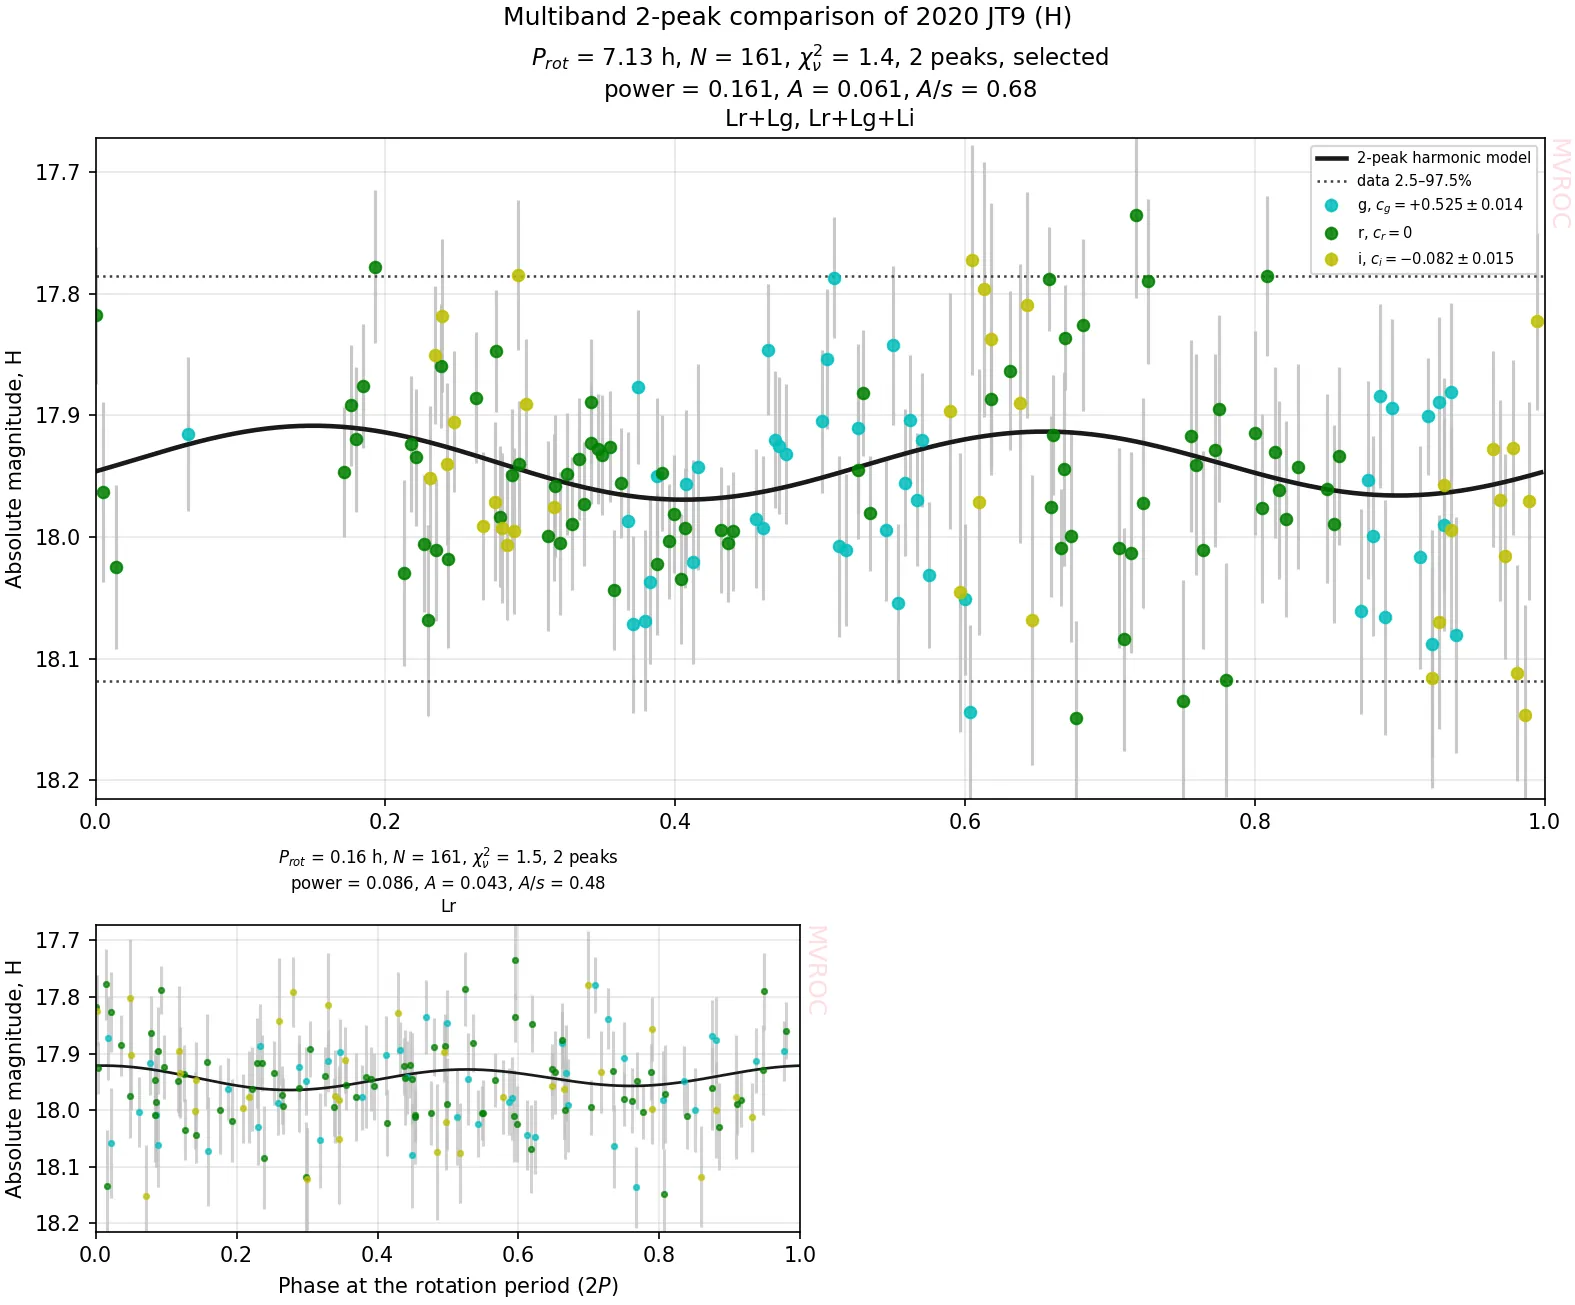 Multiband 2-peak comparison of 2020 JT9 (H)
P_rot = 7.13 h, N = 161, χ²_ν = 1.4, 2 peaks, selected
power = 0.161, A = 0.061, A/s = 0.68
Lr+Lg, Lr+Lg+Li
MVROC
2-peak harmonic model
data 2.5–97.5%
g, c_g = +0.525 ± 0.014
r, c_r = 0
i, c_i = −0.082 ± 0.015
Absolute magnitude, H
17.7
17.8
17.9
18.0
18.1
18.2
0.0 0.2 0.4 0.6 0.8 1.0
P_rot = 0.16 h, N = 161, χ²_ν = 1.5, 2 peaks
power = 0.086, A = 0.043, A/s = 0.48
Lr
MVROC
Absolute magnitude, H
17.7
17.8
17.9
18.0
18.1
18.2
0.0 0.2 0.4 0.6 0.8 1.0
Phase at the rotation period (2P)